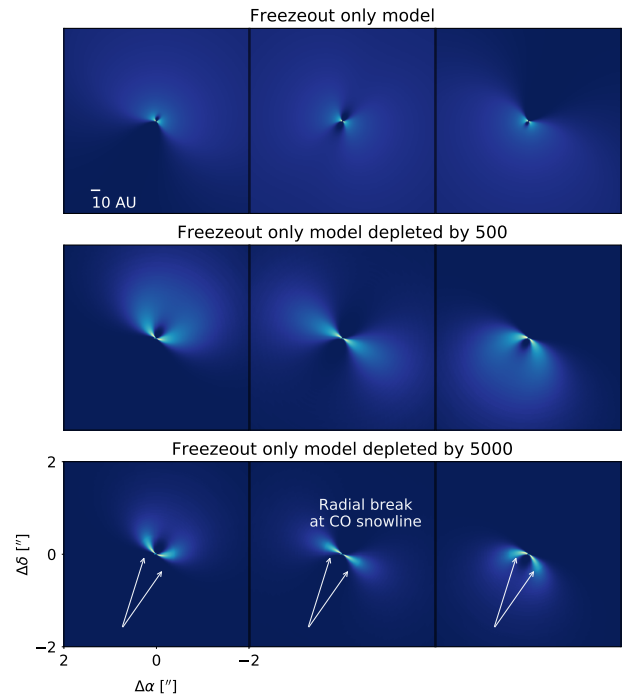 Freezeout only model
10 AU
Freezeout only model depleted by 500
Freezeout only model depleted by 5000
2
0
−2
Δδ [″]
Radial break
at CO snowline
2
0
−2
Δα [″]